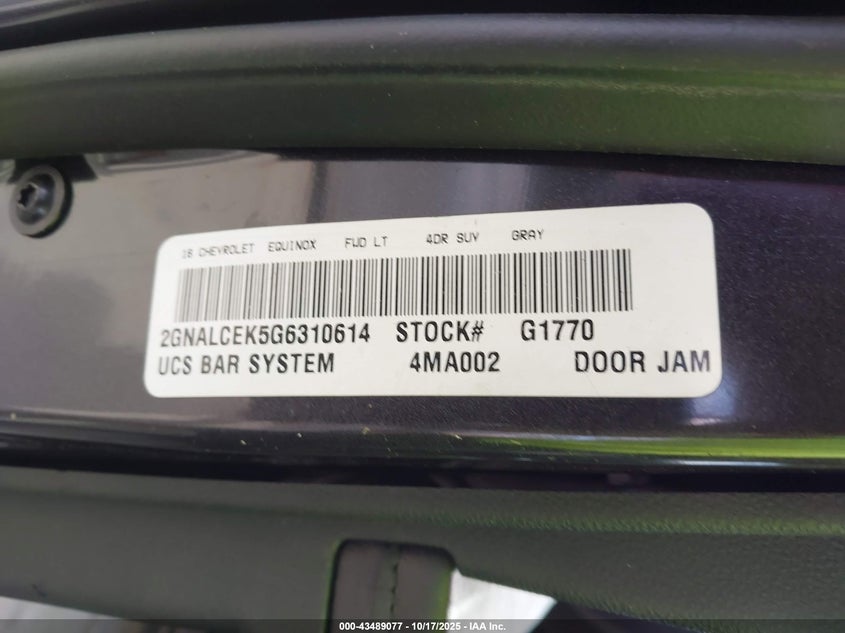 16 CHEVROLET EQUINOX FWD LT 4DR SUV GRAY
2GNALCEK5G6310614 STOCK# G1770
UCS BAR SYSTEM 4MA002 DOOR JAM
000-43489077 - 10/17/2025 - IAA Inc.